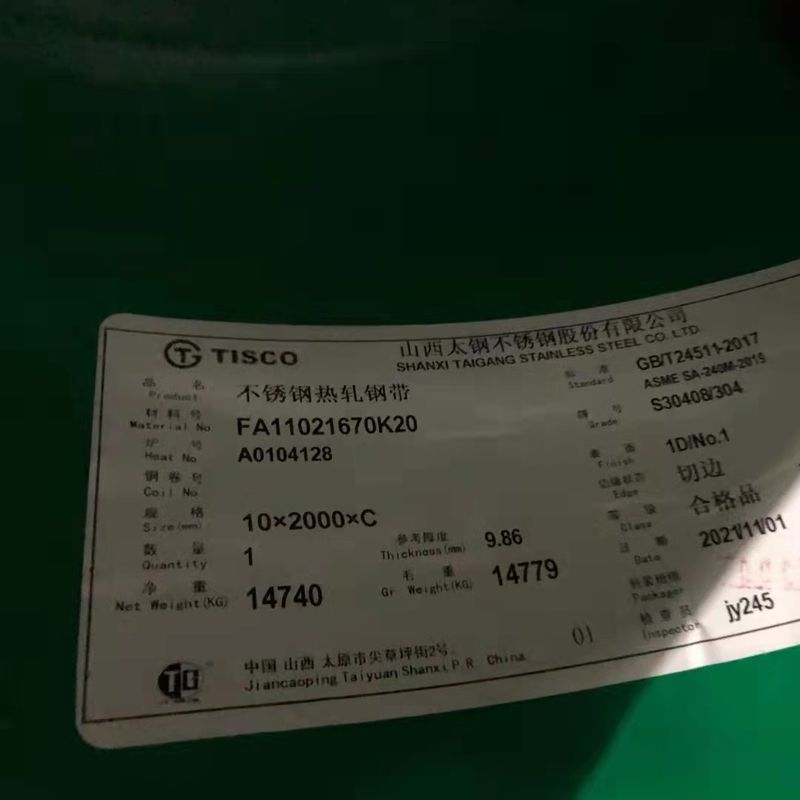 TISCO
山西太钢不锈钢股份有限公司
SHANXI TAIGANG STAINLESS STEEL CO. LTD.
品 名 不锈钢热轧钢带
Product
标 准 GB/T24511-2017
Standard ASME SA-240M-2015
材料号 FA11021670K20
Material No
牌 号 S30408/304
Grade
炉 号 A0104128
Heat No
表 面 1D/No.1
Finish
钢卷号
Coil No
边缘状态 切边
Edge
规 格 10×2000×C
Size(mm)
等 级 合格品
Class
数 量 1
Quantity
参考厚度 9.86
Thickness(mm)
日 期 2021/11/01
Date
净 重 14740
Net Weight(KG)
毛 重 14779
Gr Weight(KG)
Packager
检查员 jy245
Inspector
01
中国 山西 太原市尖草坪街2号
Jiancaoping Taiyuan Shanxi P.R. China